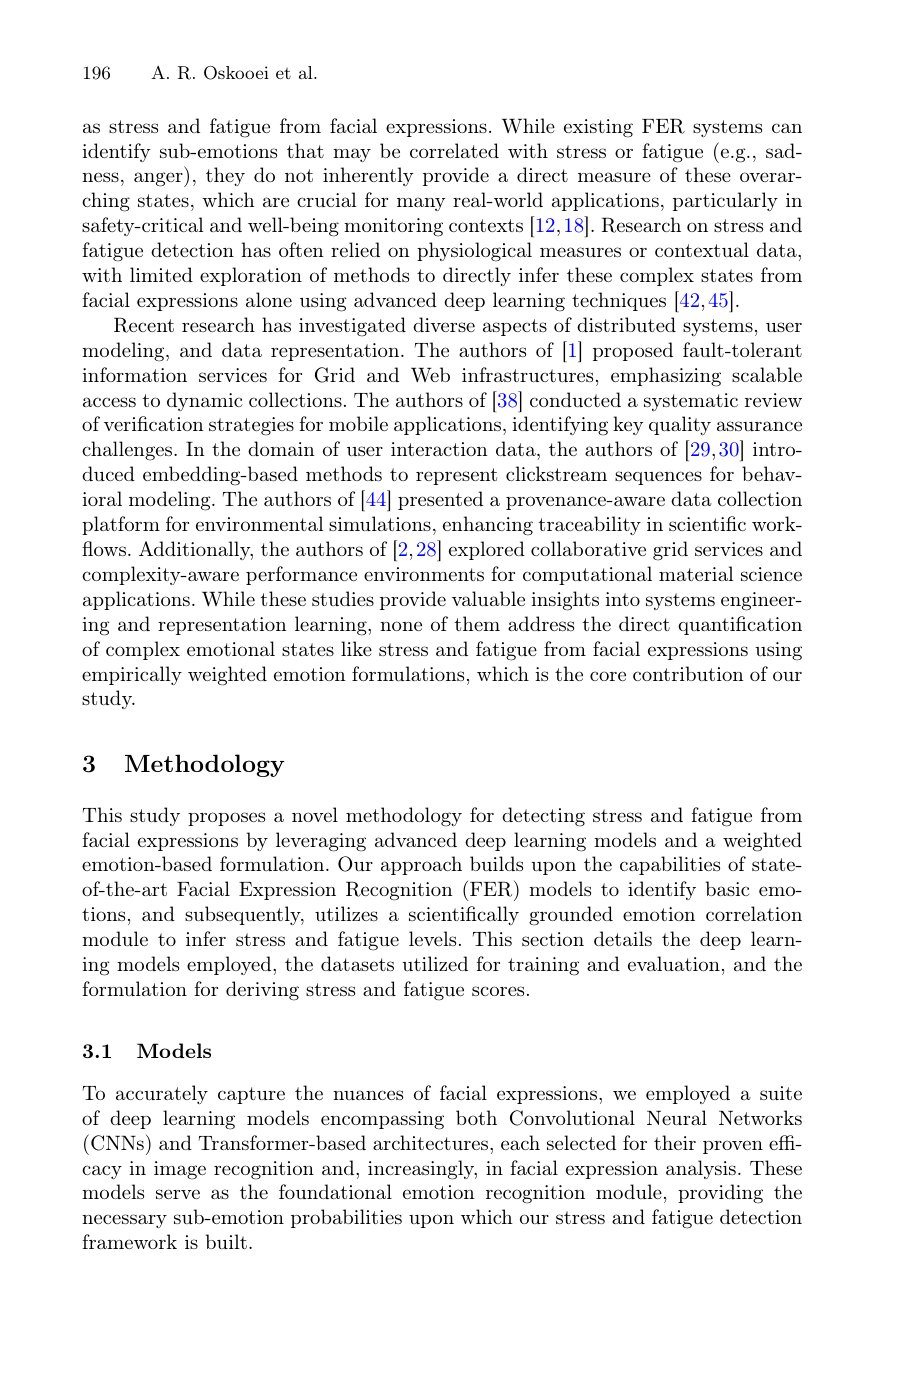 196 A. R. Oskooei et al.
as stress and fatigue from facial expressions. While existing FER systems can
identify sub-emotions that may be correlated with stress or fatigue (e.g., sad-
ness, anger), they do not inherently provide a direct measure of these overar-
ching states, which are crucial for many real-world applications, particularly in
safety-critical and well-being monitoring contexts [12,18]. Research on stress and
fatigue detection has often relied on physiological measures or contextual data,
with limited exploration of methods to directly infer these complex states from
facial expressions alone using advanced deep learning techniques [42,45].
Recent research has investigated diverse aspects of distributed systems, user
modeling, and data representation. The authors of [1] proposed fault-tolerant
information services for Grid and Web infrastructures, emphasizing scalable
access to dynamic collections. The authors of [38] conducted a systematic review
of verification strategies for mobile applications, identifying key quality assurance
challenges. In the domain of user interaction data, the authors of [29,30] intro-
duced embedding-based methods to represent clickstream sequences for behav-
ioral modeling. The authors of [44] presented a provenance-aware data collection
platform for environmental simulations, enhancing traceability in scientific work-
flows. Additionally, the authors of [2,28] explored collaborative grid services and
complexity-aware performance environments for computational material science
applications. While these studies provide valuable insights into systems engineer-
ing and representation learning, none of them address the direct quantification
of complex emotional states like stress and fatigue from facial expressions using
empirically weighted emotion formulations, which is the core contribution of our
study.
3 Methodology
This study proposes a novel methodology for detecting stress and fatigue from
facial expressions by leveraging advanced deep learning models and a weighted
emotion-based formulation. Our approach builds upon the capabilities of state-
of-the-art Facial Expression Recognition (FER) models to identify basic emo-
tions, and subsequently, utilizes a scientifically grounded emotion correlation
module to infer stress and fatigue levels. This section details the deep learn-
ing models employed, the datasets utilized for training and evaluation, and the
formulation for deriving stress and fatigue scores.
3.1 Models
To accurately capture the nuances of facial expressions, we employed a suite
of deep learning models encompassing both Convolutional Neural Networks
(CNNs) and Transformer-based architectures, each selected for their proven effi-
cacy in image recognition and, increasingly, in facial expression analysis. These
models serve as the foundational emotion recognition module, providing the
necessary sub-emotion probabilities upon which our stress and fatigue detection
framework is built.